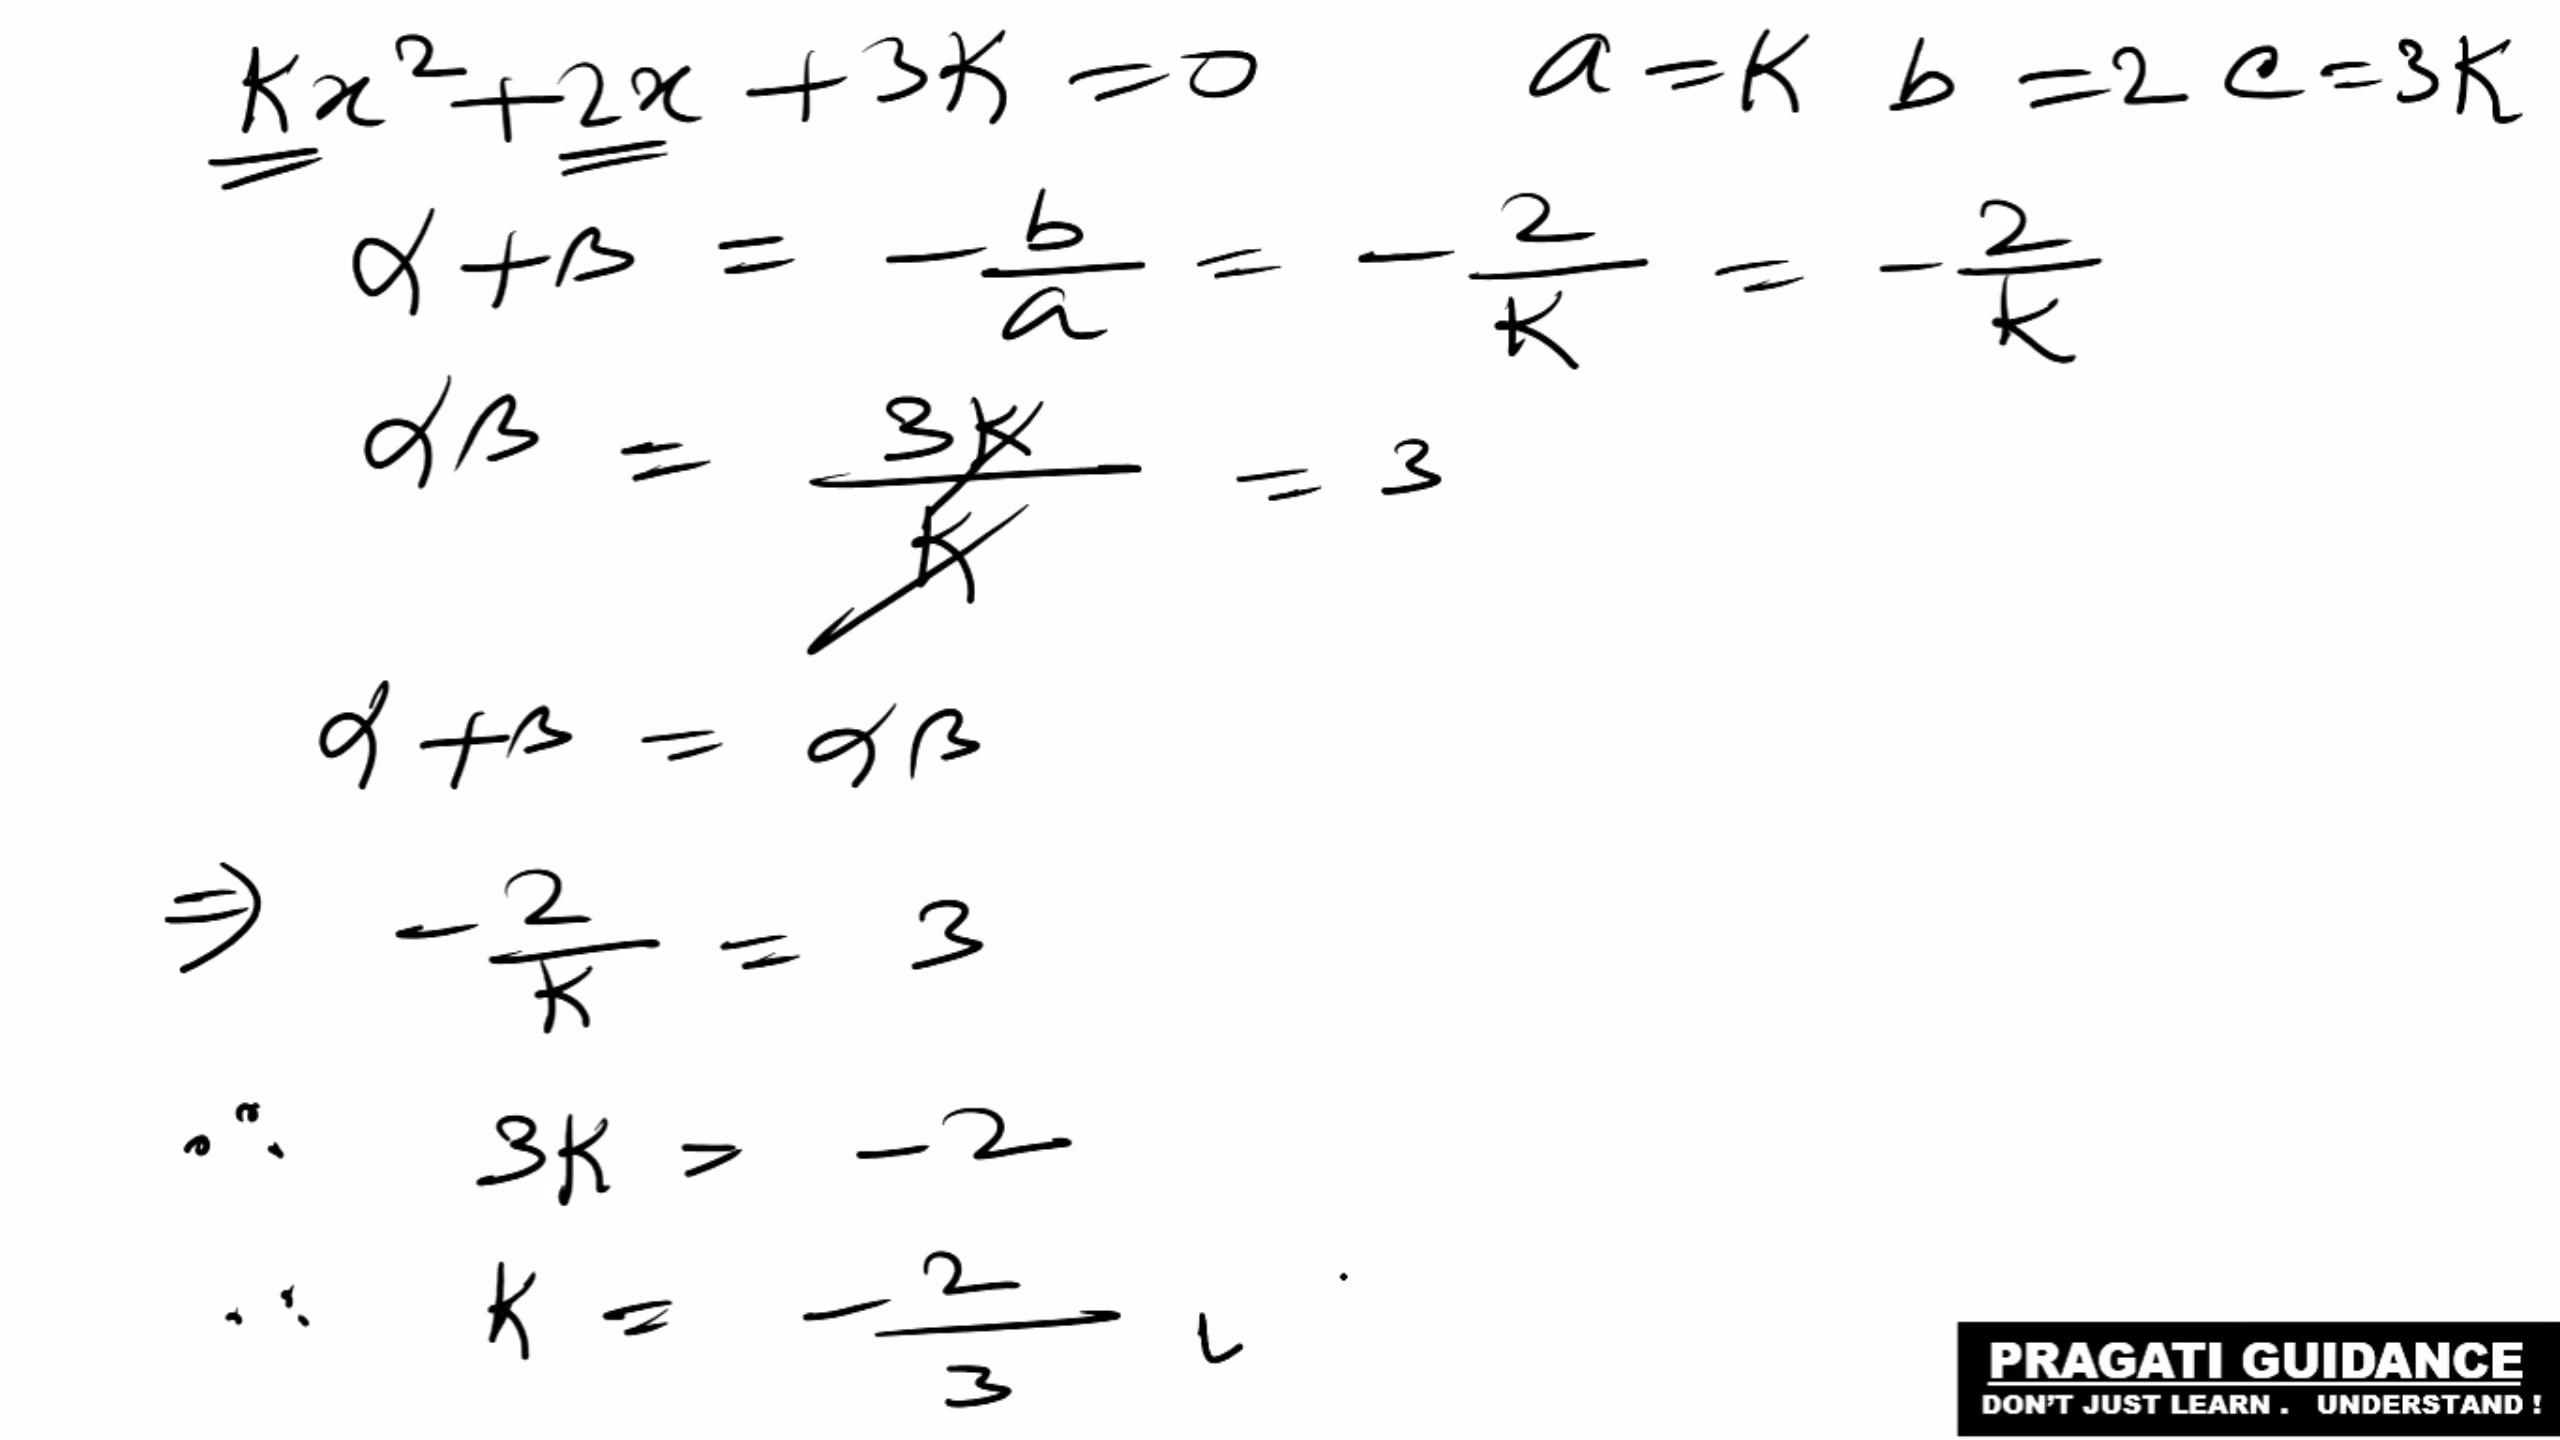 Kx²+2x+3K=0 a=K b=2 c=3K
α+β = -b/a = -2/K = -2/K
αβ = 3K/K = 3
α+β = αβ
⇒ -2/K = 3
∴ 3K = -2
∴ K = -2/3
PRAGATI GUIDANCE
DON'T JUST LEARN. UNDERSTAND!